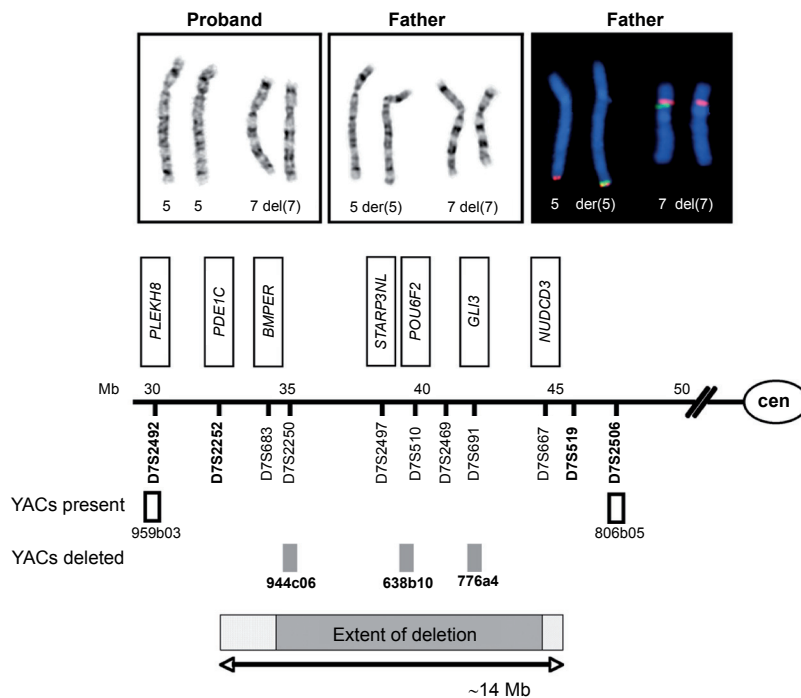 Proband
Father
Father
5 5 7 del(7)
5 der(5) 7 del(7)
5 der(5) 7 del(7)
PLEKH8
PDE1C
BMPER
STARP3NL
POU6F2
GLI3
NUDCD3
Mb 30 35 40 45 50
cen
D7S2492
D7S2252
D7S683
D7S2250
D7S2497
D7S510
D7S2469
D7S691
D7S667
D7S519
D7S2506
YACs present
959b03 806b05
YACs deleted
944c06 638b10 776a4
Extent of deletion
~14 Mb